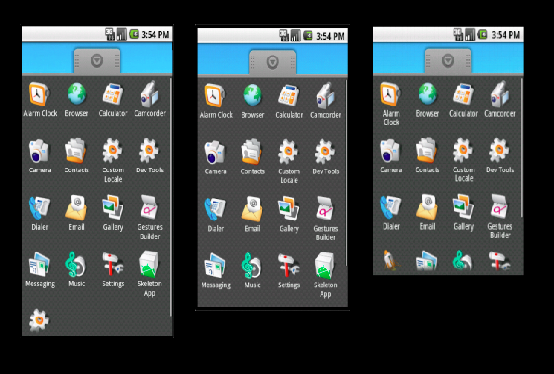 3:54 PM
Alarm Clock Browser Calculator Camcorder
Camera Contacts Custom Locale Dev Tools
Dialer Email Gallery Gestures Builder
Messaging Music Settings Skeleton App
3:54 PM
Alarm Clock Browser Calculator Camcorder
Camera Contacts Custom Locale Dev Tools
Dialer Email Gallery Gestures Builder
Messaging Music Settings Skeleton App
3:54 PM
Alarm Clock Browser Calculator Camcorder
Camera Contacts Custom Locale Dev Tools
Dialer Email Gallery Gestures Builder